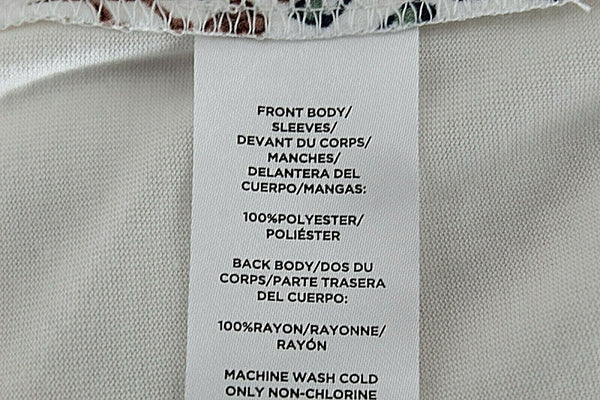 FRONT BODY/
SLEEVES/
DEVANT DU CORPS/
MANCHES/
DELANTERA DEL
CUERPO/MANGAS:
100%POLYESTER/
POLIÉSTER
BACK BODY/DOS DU
CORPS/PARTE TRASERA
DEL CUERPO:
100%RAYON/RAYONNE/
RAYÓN
MACHINE WASH COLD
ONLY NON-CHLORINE